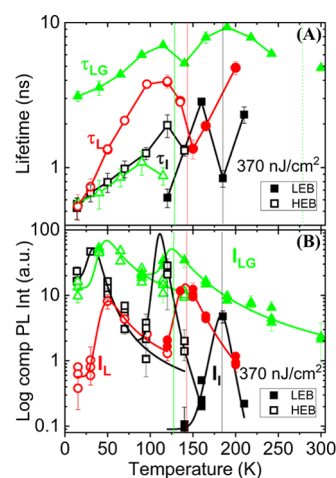 (A)
Lifetime (ns)
10
1
τLG
τL
τI
370 nJ/cm²
LEB
HEB
(B)
Log comp PL Int (a.u.)
100
10
1
0.1
ILG
IL
II
370 nJ/cm²
LEB
HEB
0 50 100 150 200 250 300
Temperature (K)